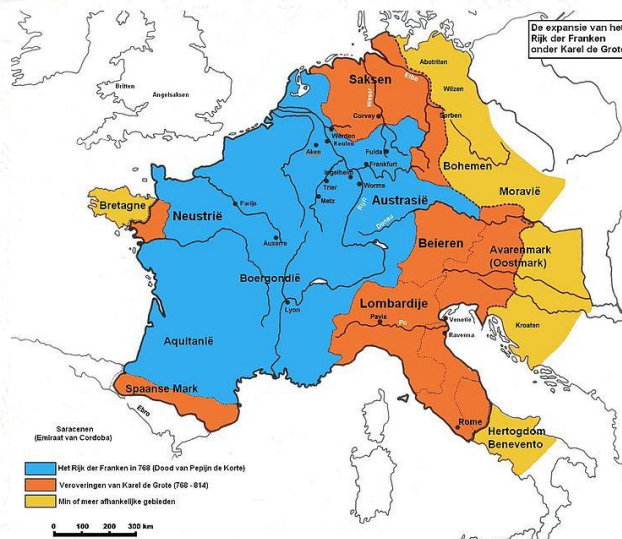 De expansie van het
Rijk der Franken
onder Karel de Grote
Abotriten
Saksen
Elbe
Wilzen
Britten
Weser
Angelsaksen
Corvey
Sorben
Werden
Keulen
Aken
Fulda
Bohemen
Frankfurt
Ingelheim
Trier
Worms
Moravië
Bretagne
Metz
Rijn
Austrasië
Neustrië
Parijs
Donau
Auxerre
Beieren
Avarenmark
(Oostmark)
Boergondië
Lombardije
Lyon
Pavia
Po
Venetië
Kroaten
Ravenna
Aquitanië
Spaanse Mark
Ebro
Rome
Saracenen
(Emiraat van Cordoba)
Hertogdom
Benevento
Het Rijk der Franken in 768 (Dood van Pepijn de Korte)
Veroveringen van Karel de Grote (768 - 814)
Min of meer afhankelijke gebieden
0 100 200 300 km